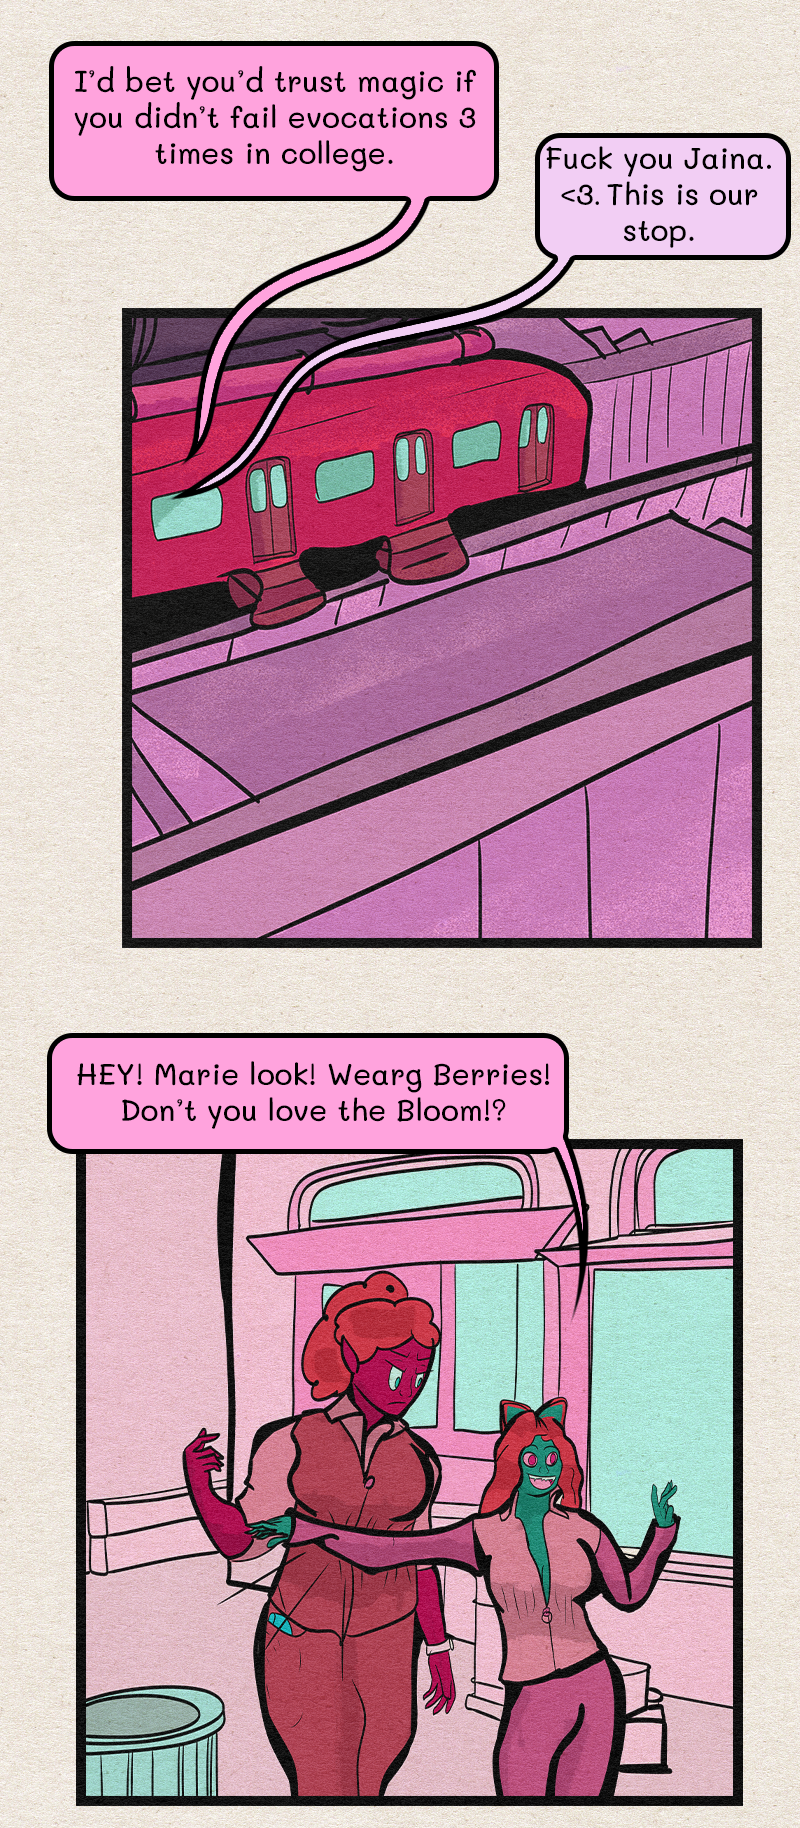 I'd bet you'd trust magic if
you didn't fail evocations 3
times in college.
Fuck you Jaina.
<3. This is our
stop.
HEY! Marie look! Wearg Berries!
Don't you love the Bloom!?